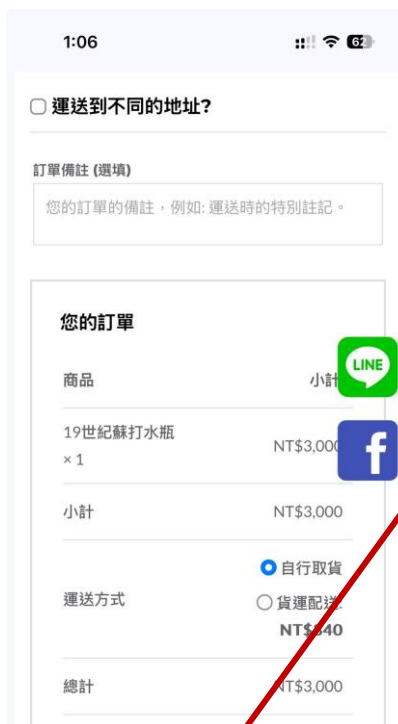 1:06
62
運送到不同的地址?
訂單備註 (選填)
您的訂單的備註，例如: 運送時的特別註記。
您的訂單
商品 小計
LINE
19世紀蘇打水瓶
× 1
NT$3,000
f
小計 NT$3,000
運送方式
自行取貨
貨運配送:
總計 NT$3,000